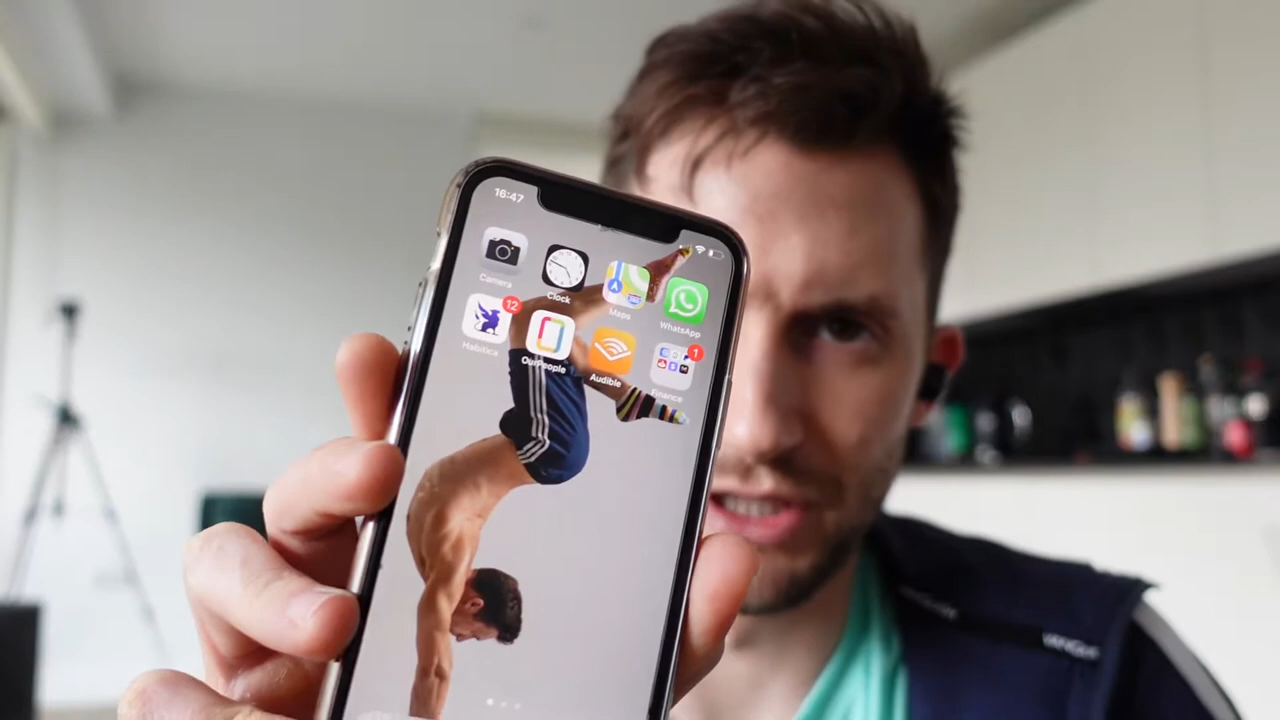 16:47
Camera
Clock
Maps
WhatsApp
12
1
Habitica
OurPeople
Audible
Finance